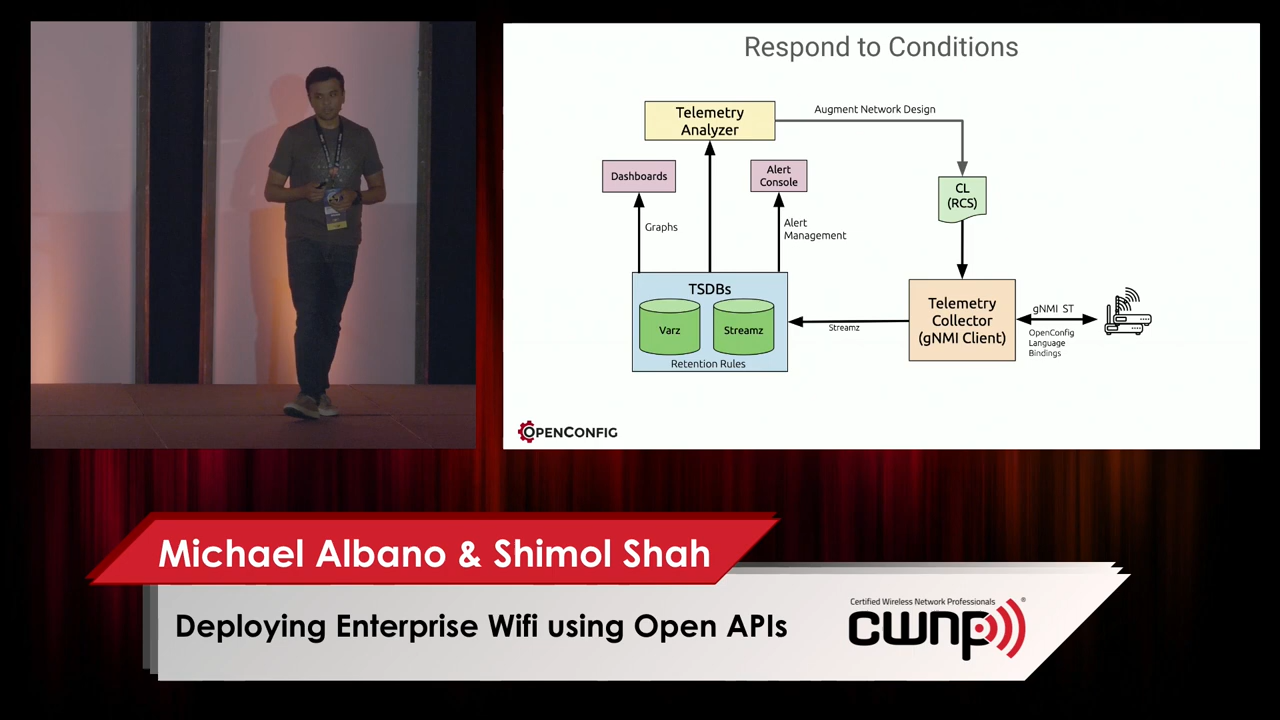 Respond to Conditions
Telemetry
Analyzer
Augment Network Design
Dashboards
Alert
Console
CL
(RCS)
Graphs
Alert
Management
TSDBs
Varz
Streamz
Retention Rules
Streamz
Telemetry
Collector
(gNMI Client)
gNMI ST
OpenConfig
Language
Bindings
OPENCONFIG
Michael Albano & Shimol Shah
Deploying Enterprise Wifi using Open APIs
Certified Wireless Network Professionals
cwnp®